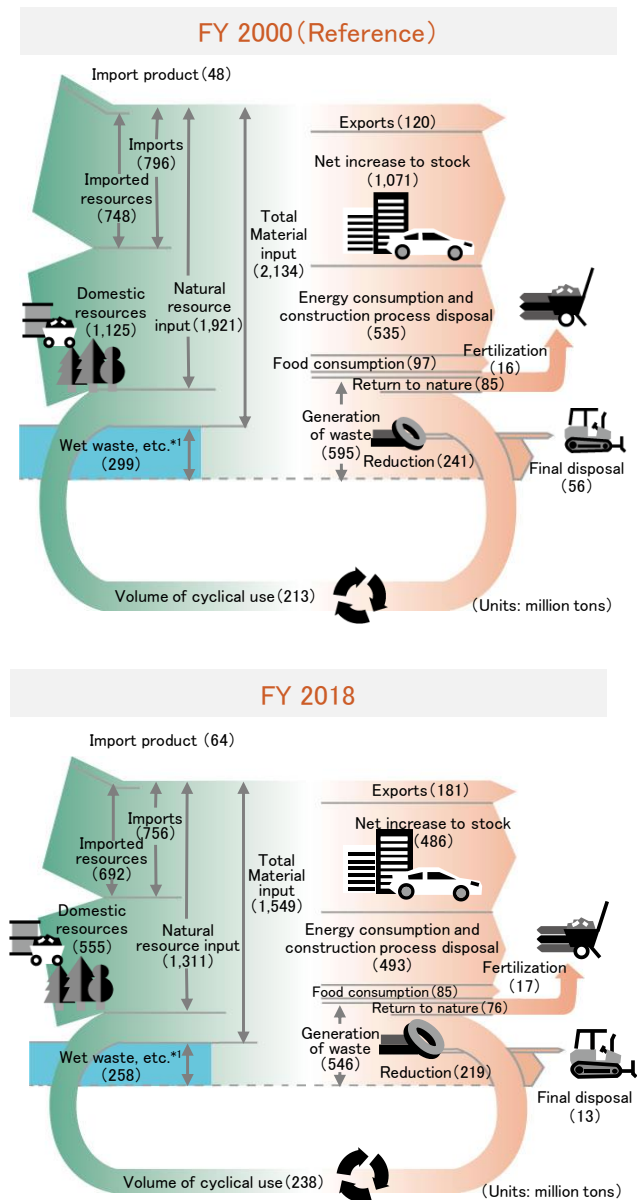 FY 2000(Reference)
Import product(48)
Exports(120)
Imports
(796)
Net increase to stock
(1,071)
Imported
resources
(748)
Total
Material
input
(2,134)
Domestic
resources
(1,125)
Natural
resource
input(1,921)
Energy consumption and
construction process disposal
(535)
Fertilization
(16)
Food consumption(97)
Return to nature(85)
Generation
of waste
(595)
Wet waste, etc.*1
(299)
Reduction(241)
Final disposal
(56)
Volume of cyclical use(213)
(Units: million tons)
FY 2018
Import product (64)
Exports(181)
Imports
(756)
Net increase to stock
(486)
Imported
resources
(692)
Total
Material
input
(1,549)
Domestic
resources
(555)
Natural
resource input
(1,311)
Energy consumption and
construction process disposal
(493)
Fertilization
(17)
Food consumption(85)
Return to nature(76)
Generation
of waste
(546)
Wet waste, etc.*1
(258)
Reduction(219)
Final disposal
(13)
Volume of cyclical use(238)
(Units: million tons)